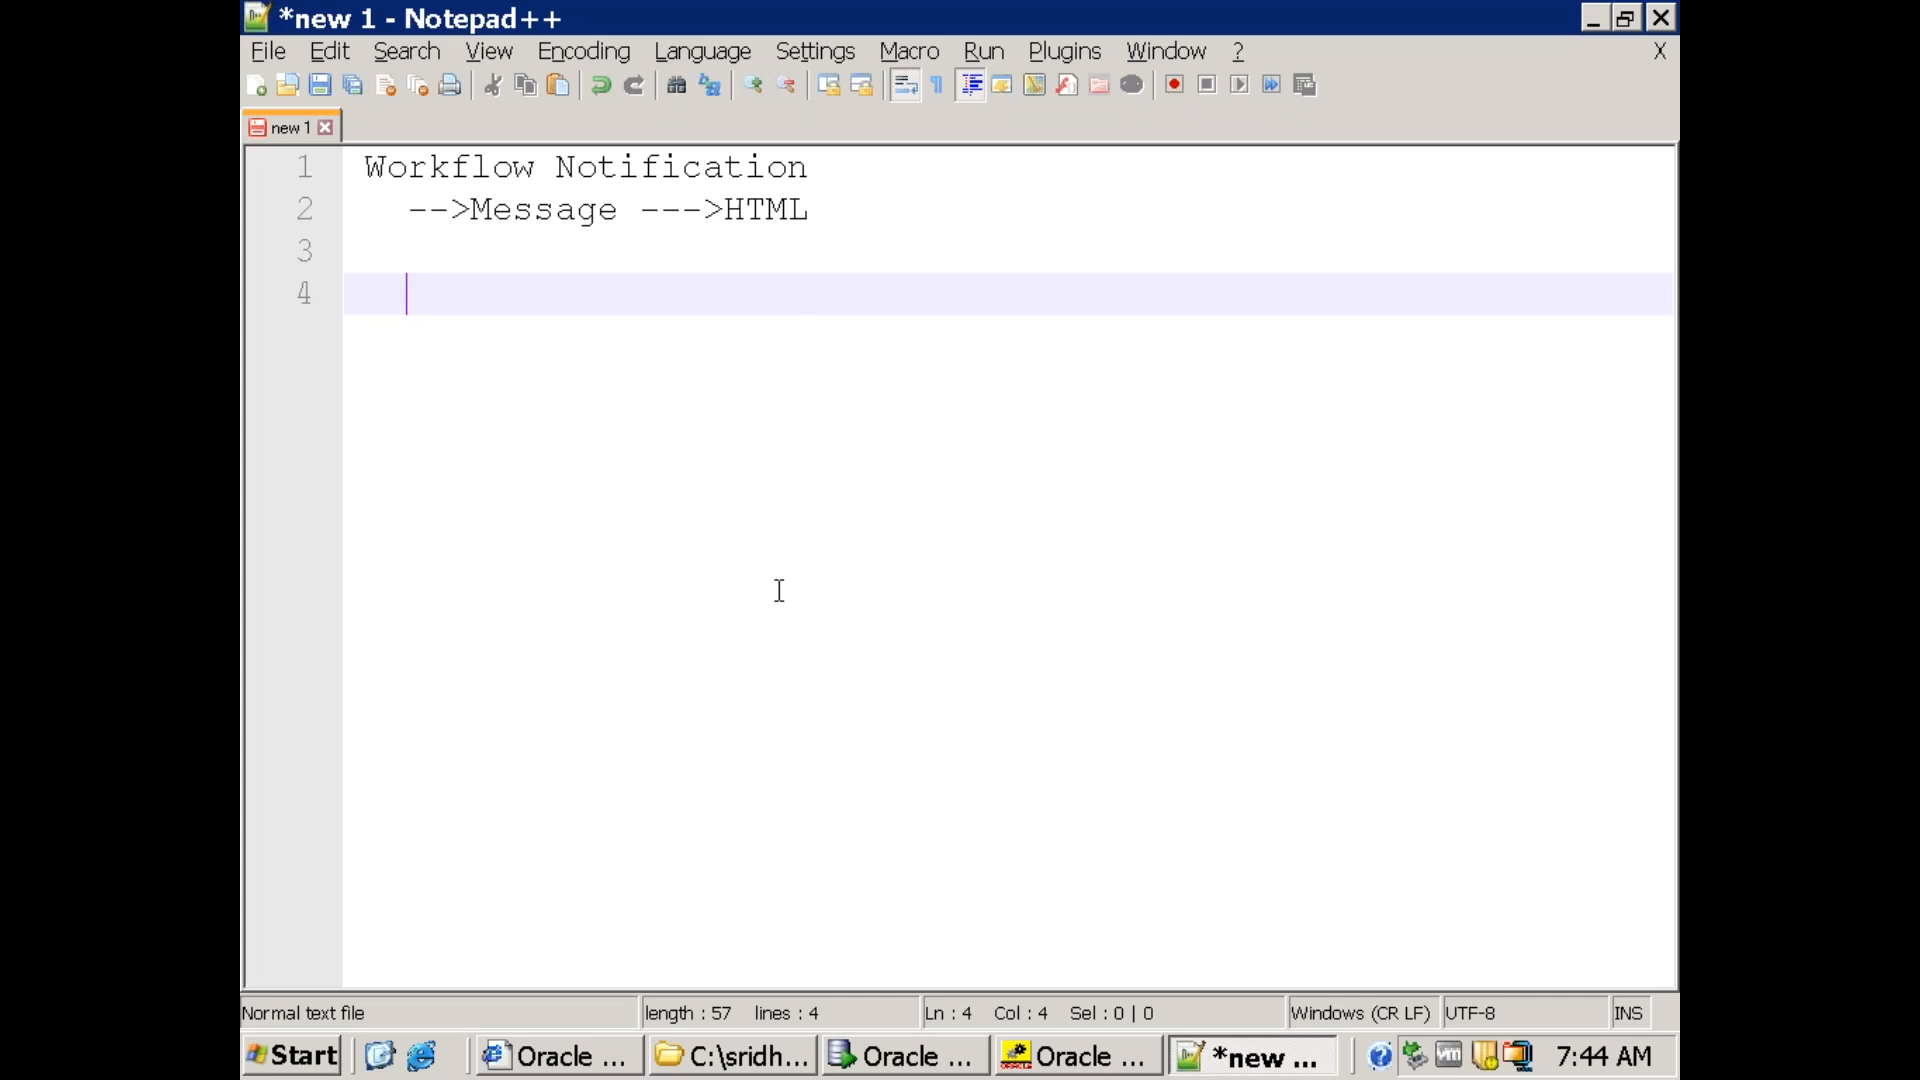 *new 1 - Notepad++
File Edit Search View Encoding Language Settings Macro Run Plugins Window ? X
new 1
1 Workflow Notification
2 -->Message --->HTML
3
4
Normal text file length : 57 lines : 4 Ln : 4 Col : 4 Sel : 0 | 0 Windows (CR LF) UTF-8 INS
Start Oracle ... C:\sridh... Oracle ... Oracle ... *new ... 7:44 AM